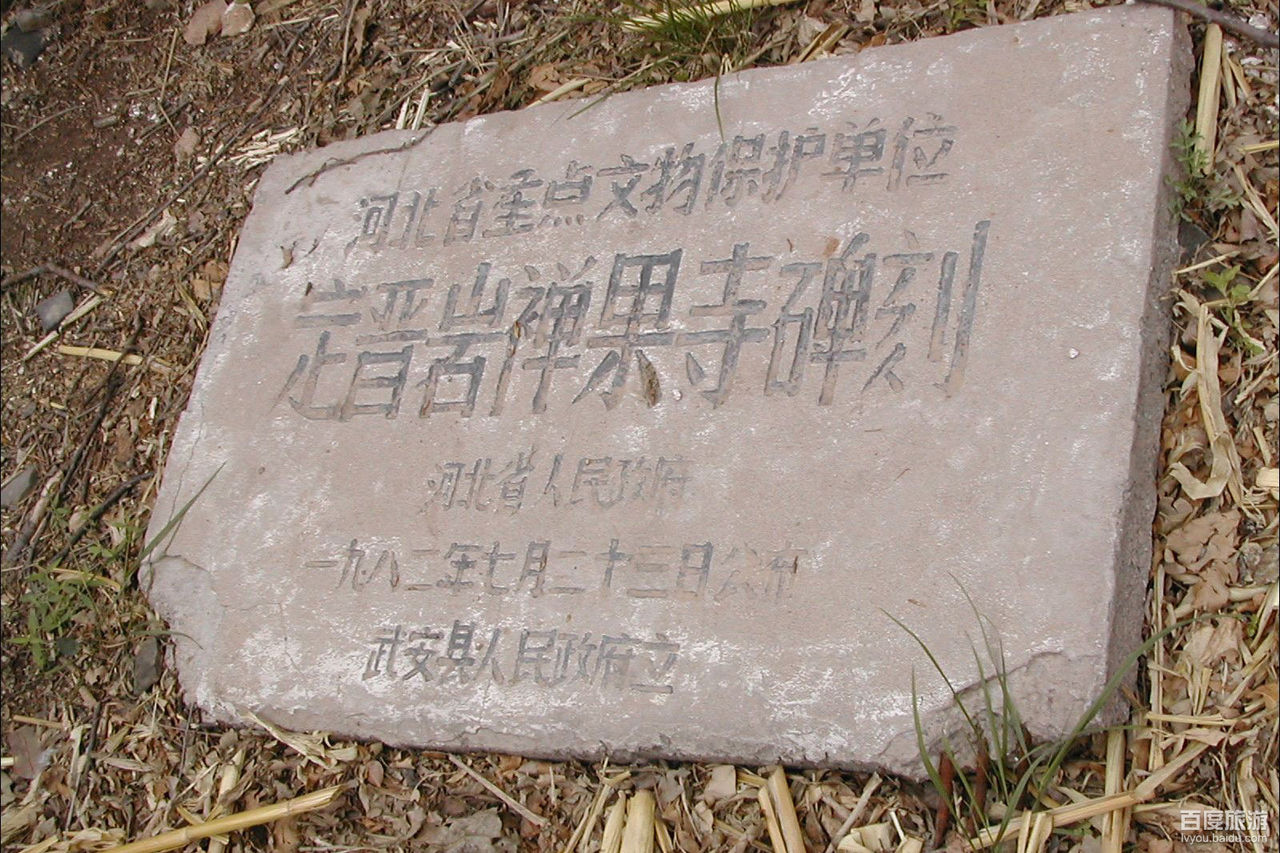 河北省重点文物保护单位
定晋岩禅果寺碑刻
河北省人民政府
一九八二年七月二十三日公布
武安县人民政府立
百度旅游
lvyou.baidu.com